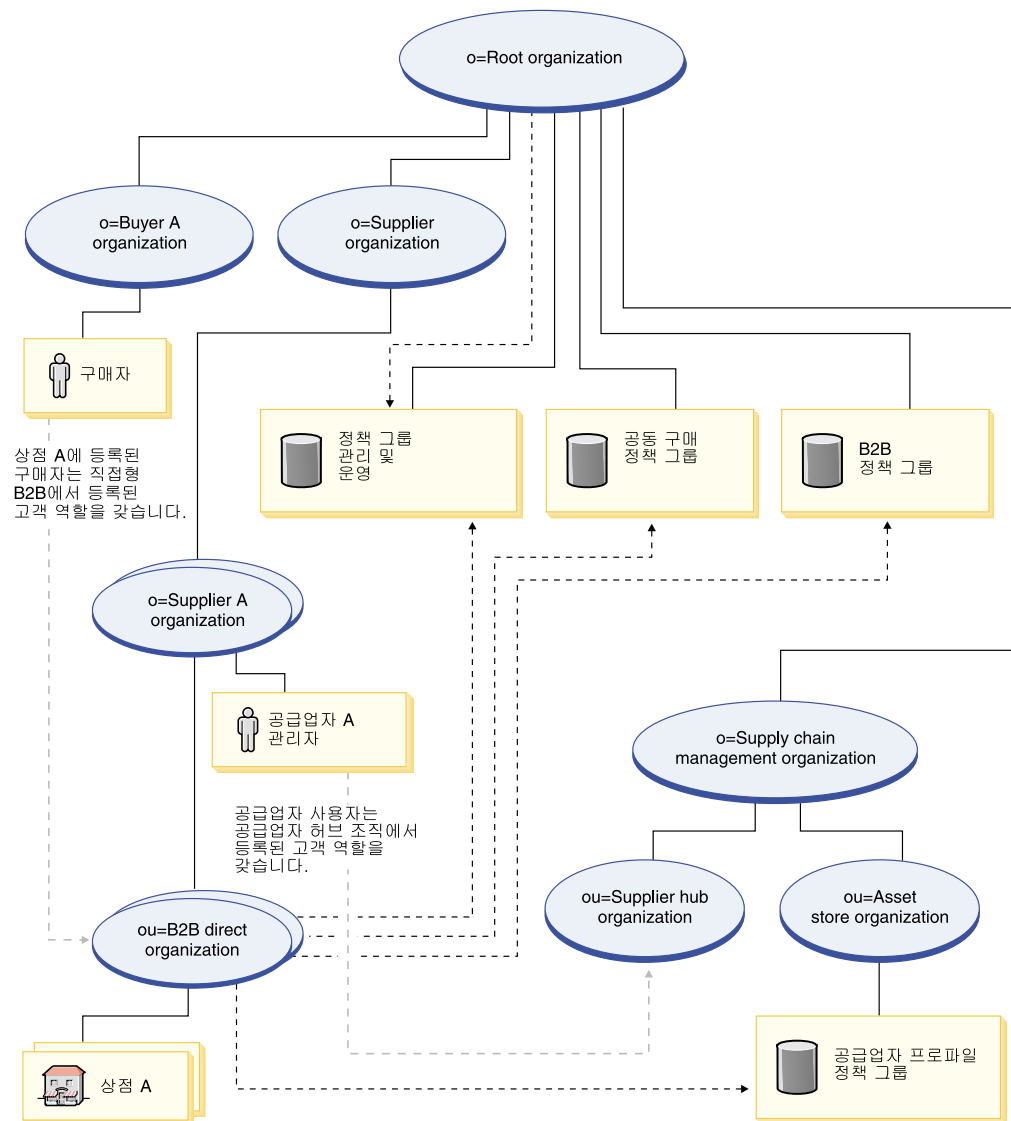 o=Root organization
o=Buyer A
organization
o=Supplier
organization
구매자
정책 그룹
관리 및
운영
공동 구매
정책 그룹
B2B
정책 그룹
상점 A에 등록된
구매자는 직접형
B2B에서 등록된
고객 역할을 갖습니다.
o=Supplier A
organization
공급업자 A
관리자
o=Supply chain
management organization
공급업자 사용자는
공급업자 허브 조직에서
등록된 고객 역할을
갖습니다.
ou=Supplier hub
organization
ou=Asset
store organization
ou=B2B direct
organization
상점 A
공급업자 프로파일
정책 그룹